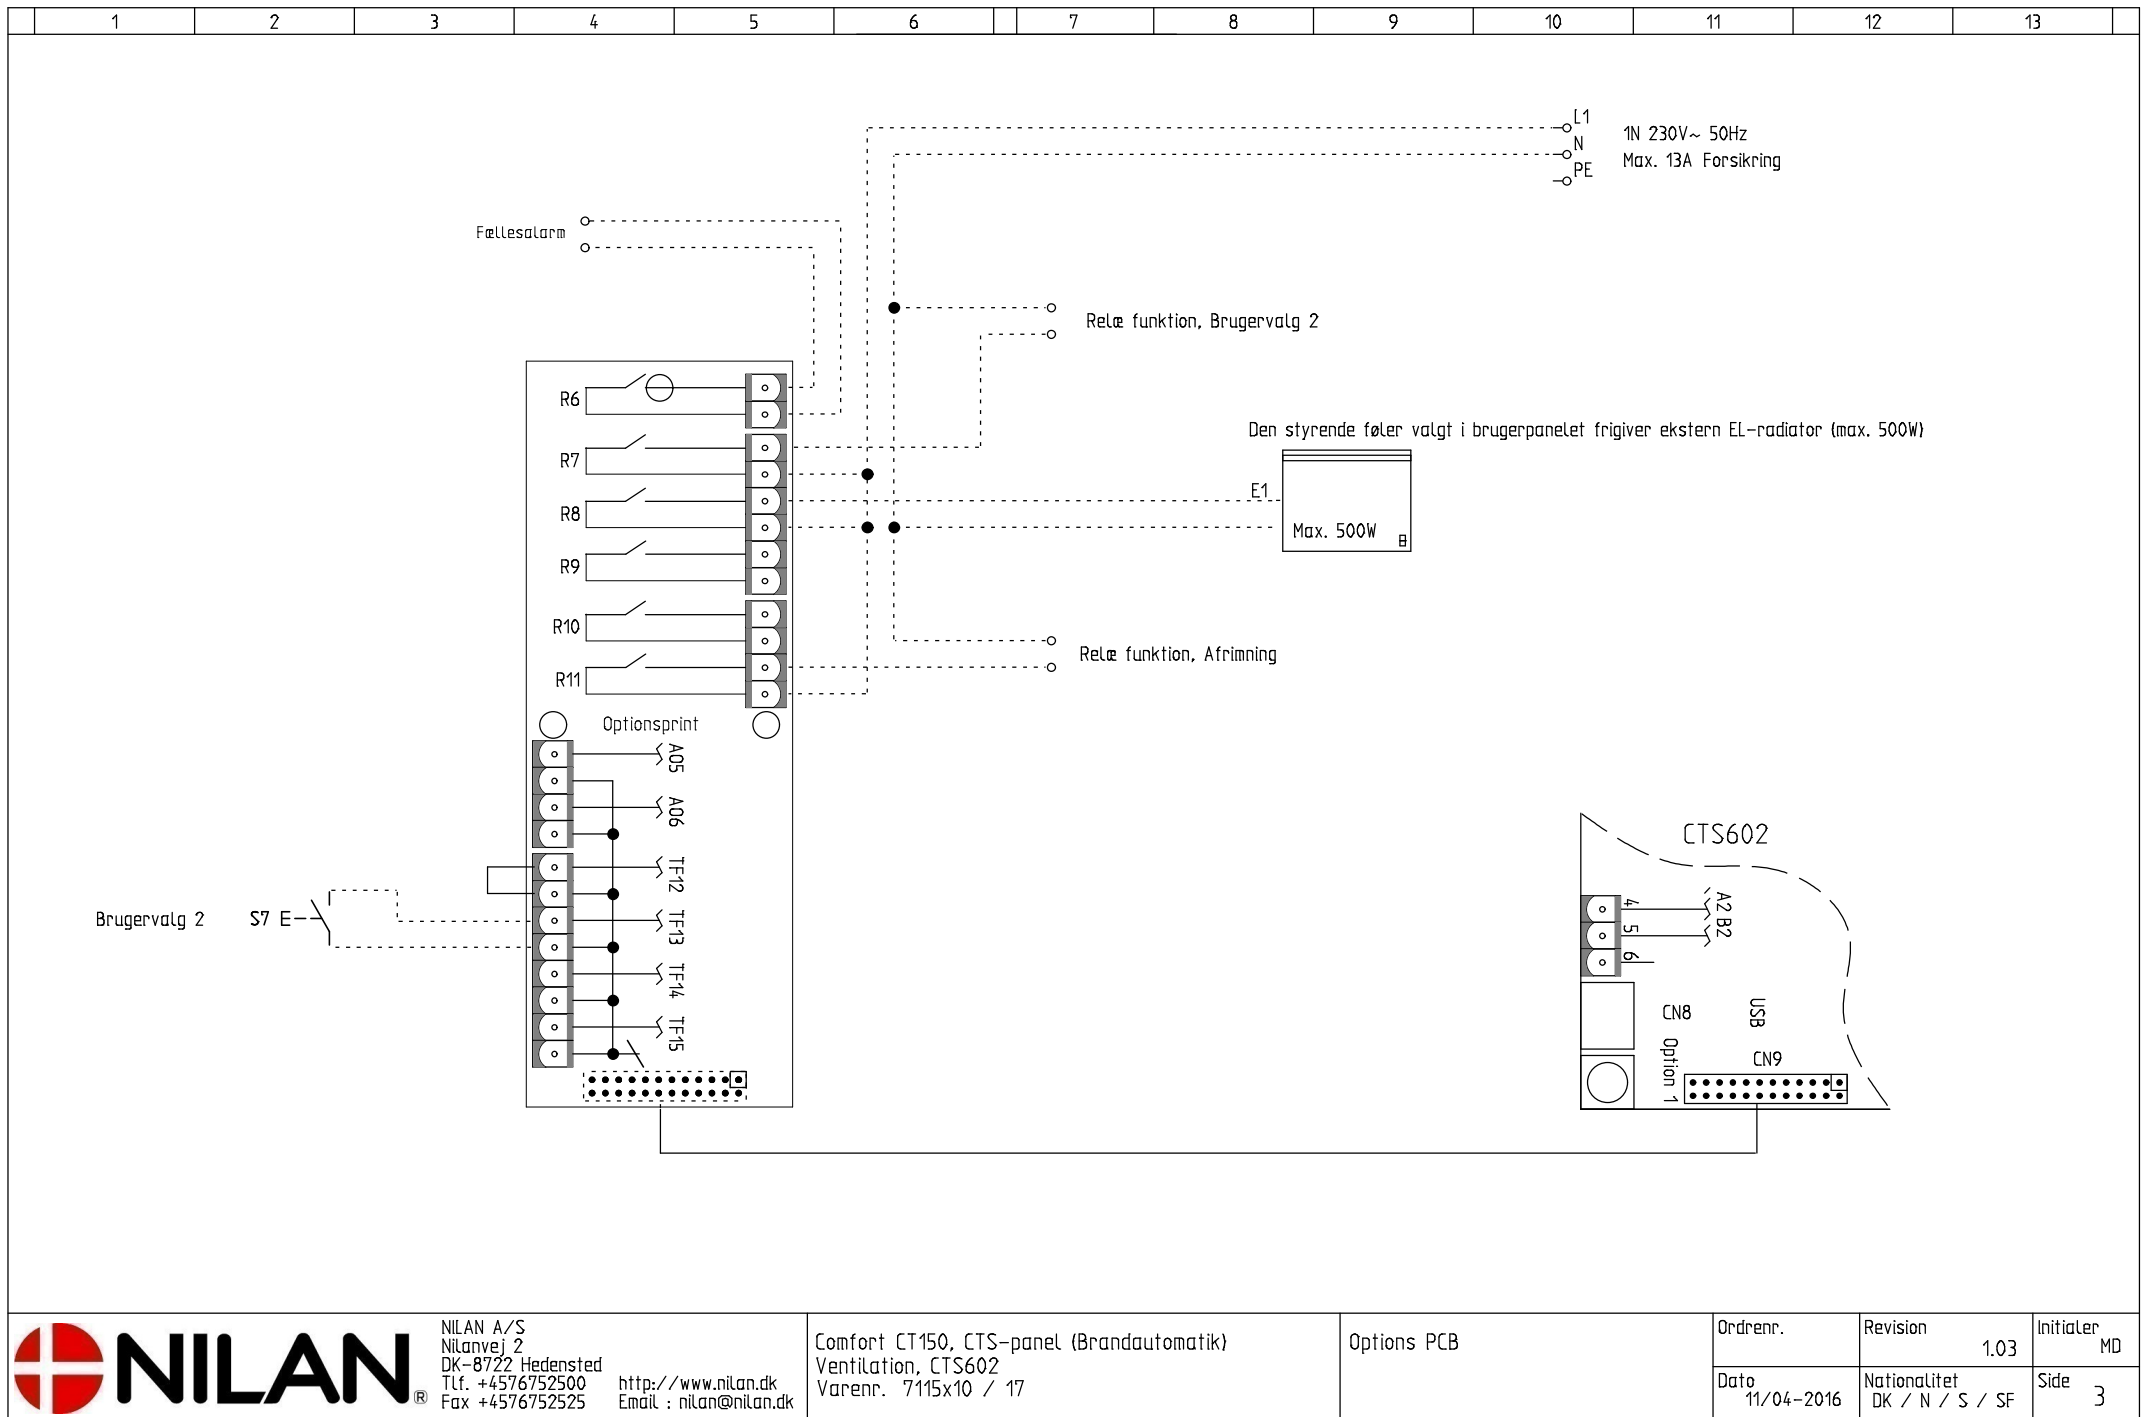 1 2 3 4 5 6 7 8 9 10 11 12 13
L1
N
PE
1N 230V~ 50Hz
Max. 13A Forsikring
Fællesalarm
Relæ funktion, Brugervalg 2
R6
R7
R8
R9
R10
R11
Den styrende føler valgt i brugerpanelet frigiver ekstern EL-radiator (max. 500W)
E1
Max. 500W
Relæ funktion, Afrimning
Optionsprint
A05
A06
TF12
TF13
TF14
TF15
Brugervalg 2
S7 E
CTS602
4
5
6
A2 B2
CN8
USB
Option 1
CN9
NILAN®
NILAN A/S
Nilanvej 2
DK-8722 Hedensted
Tlf. +4576752500 http://www.nilan.dk
Fax +4576752525 Email : nilan@nilan.dk
Comfort CT150, CTS-panel (Brandautomatik)
Ventilation, CTS602
Varenr. 7115x10 / 17
Options PCB
Ordrenr.
Revision
1.03
Initialer
MD
Dato
11/04-2016
Nationalitet
DK / N / S / SF
Side
3